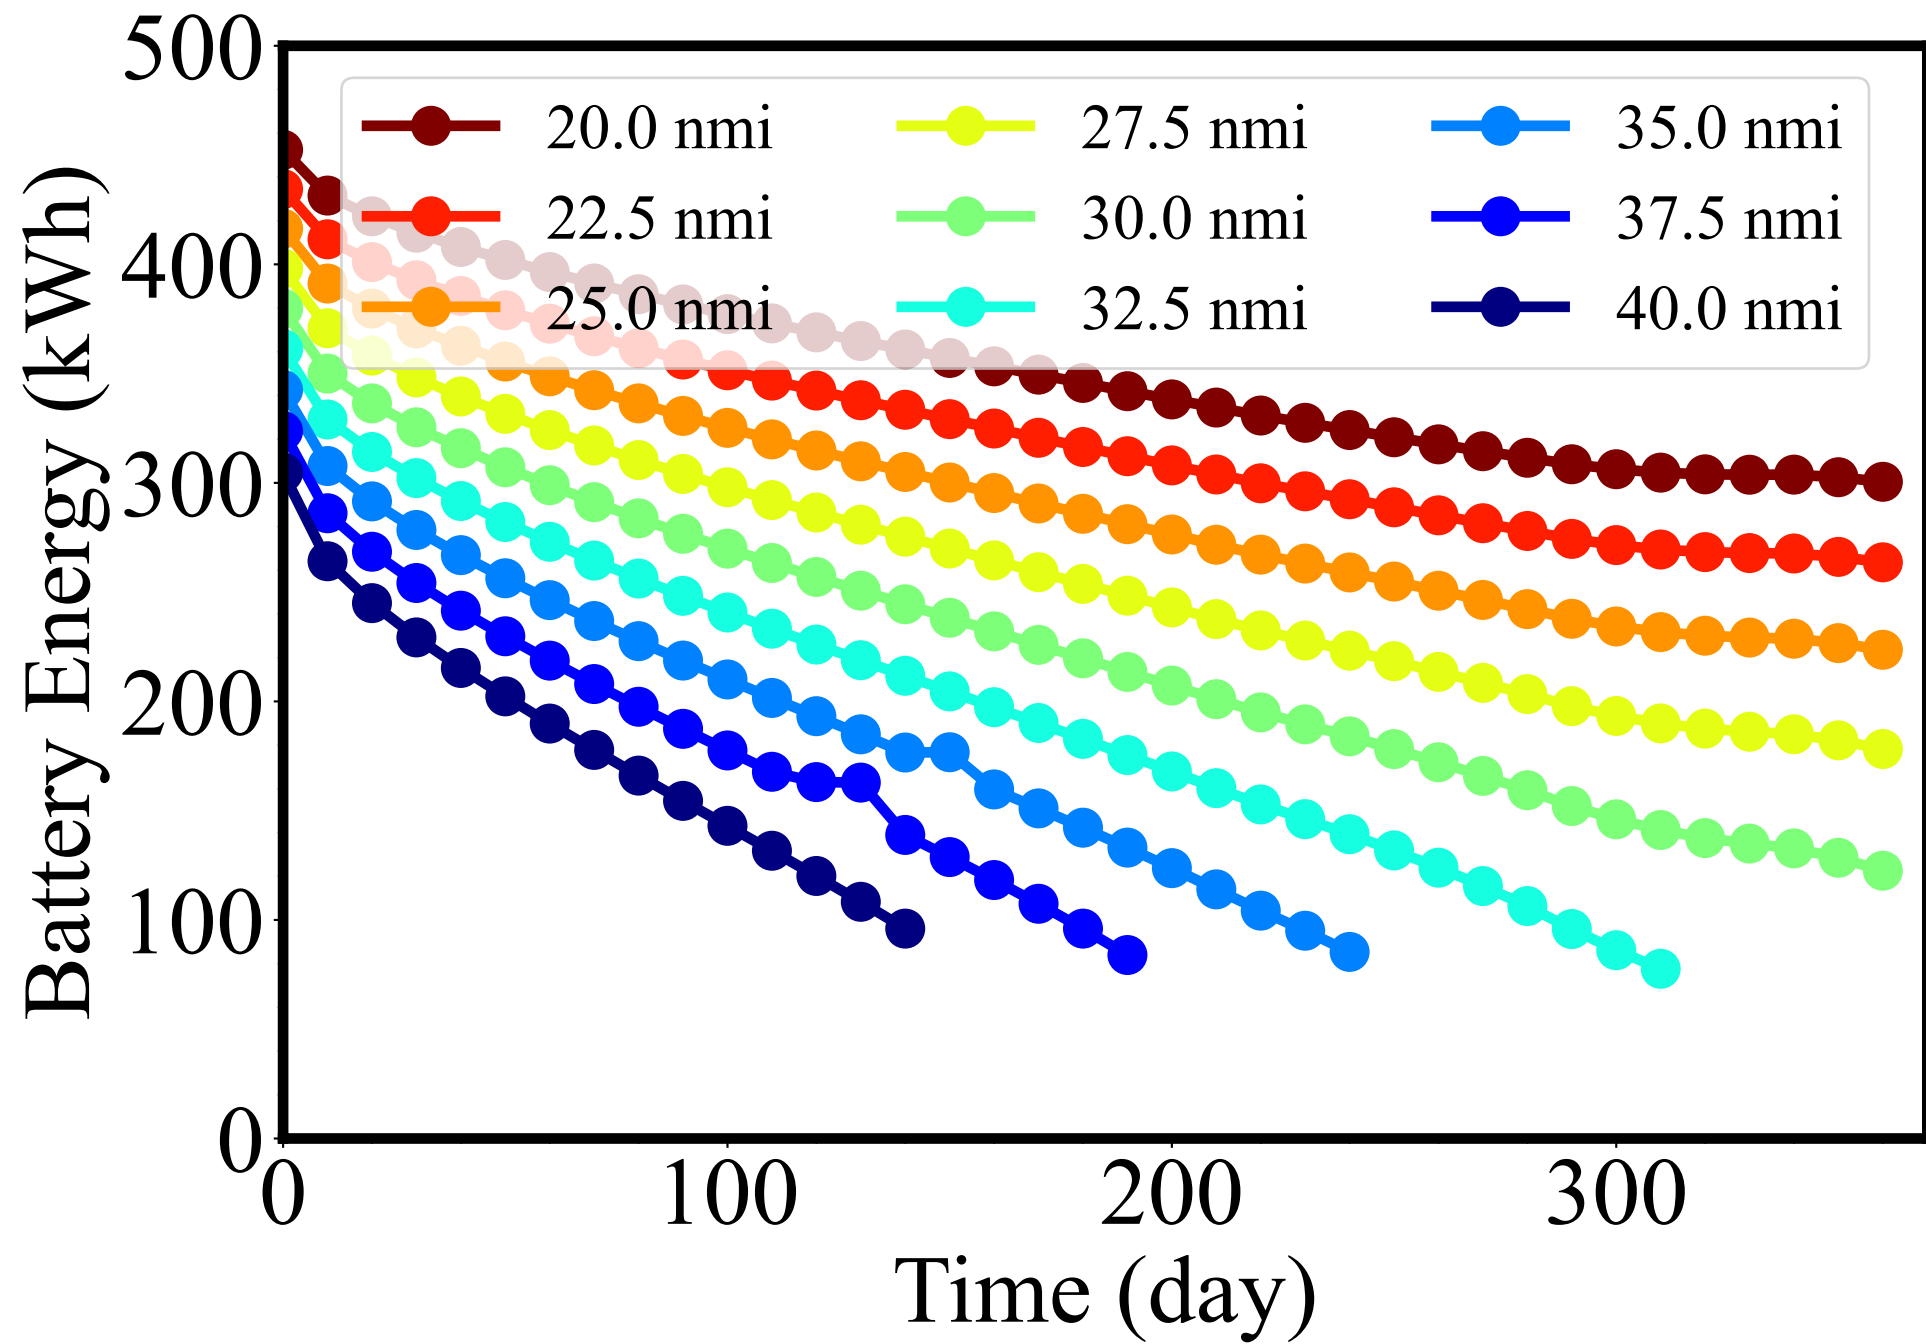 500
400
300
200
100
0
Battery Energy (kWh)
20.0 nmi
22.5 nmi
25.0 nmi
27.5 nmi
30.0 nmi
32.5 nmi
35.0 nmi
37.5 nmi
40.0 nmi
0 100 200 300
Time (day)